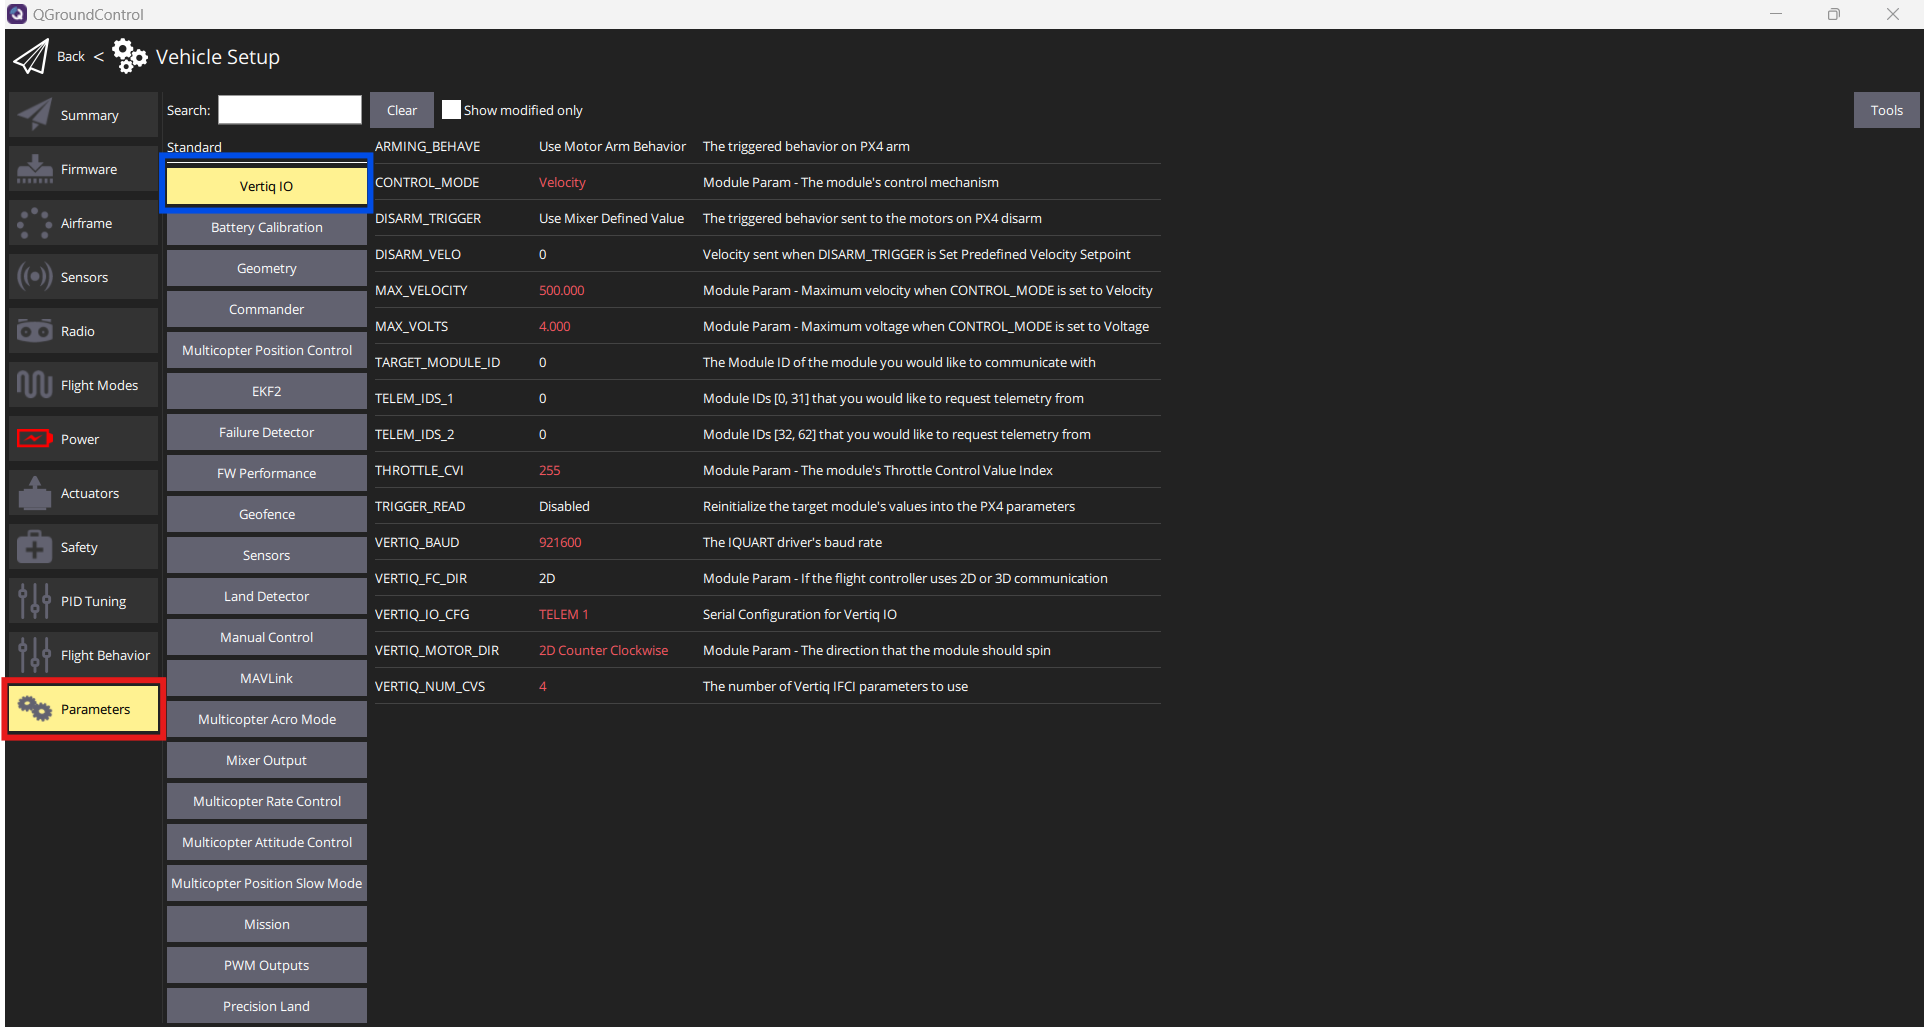 QGroundControl
Back < Vehicle Setup
Summary
Firmware
Airframe
Sensors
Radio
Flight Modes
Power
Actuators
Safety
PID Tuning
Flight Behavior
Parameters
Search: Clear Show modified only Tools
Standard
Vertiq IO
Battery Calibration
Geometry
Commander
Multicopter Position Control
EKF2
Failure Detector
FW Performance
Geofence
Sensors
Land Detector
Manual Control
MAVLink
Multicopter Acro Mode
Mixer Output
Multicopter Rate Control
Multicopter Attitude Control
Multicopter Position Slow Mode
Mission
PWM Outputs
Precision Land
ARMING_BEHAVE Use Motor Arm Behavior The triggered behavior on PX4 arm
CONTROL_MODE Velocity Module Param - The module's control mechanism
DISARM_TRIGGER Use Mixer Defined Value The triggered behavior sent to the motors on PX4 disarm
DISARM_VELO 0 Velocity sent when DISARM_TRIGGER is Set Predefined Velocity Setpoint
MAX_VELOCITY 500.000 Module Param - Maximum velocity when CONTROL_MODE is set to Velocity
MAX_VOLTS 4.000 Module Param - Maximum voltage when CONTROL_MODE is set to Voltage
TARGET_MODULE_ID 0 The Module ID of the module you would like to communicate with
TELEM_IDS_1 0 Module IDs [0, 31] that you would like to request telemetry from
TELEM_IDS_2 0 Module IDs [32, 62] that you would like to request telemetry from
THROTTLE_CVI 255 Module Param - The module's Throttle Control Value Index
TRIGGER_READ Disabled Reinitialize the target module's values into the PX4 parameters
VERTIQ_BAUD 921600 The IQUART driver's baud rate
VERTIQ_FC_DIR 2D Module Param - If the flight controller uses 2D or 3D communication
VERTIQ_IO_CFG TELEM 1 Serial Configuration for Vertiq IO
VERTIQ_MOTOR_DIR 2D Counter Clockwise Module Param - The direction that the module should spin
VERTIQ_NUM_CVS 4 The number of Vertiq IFCI parameters to use